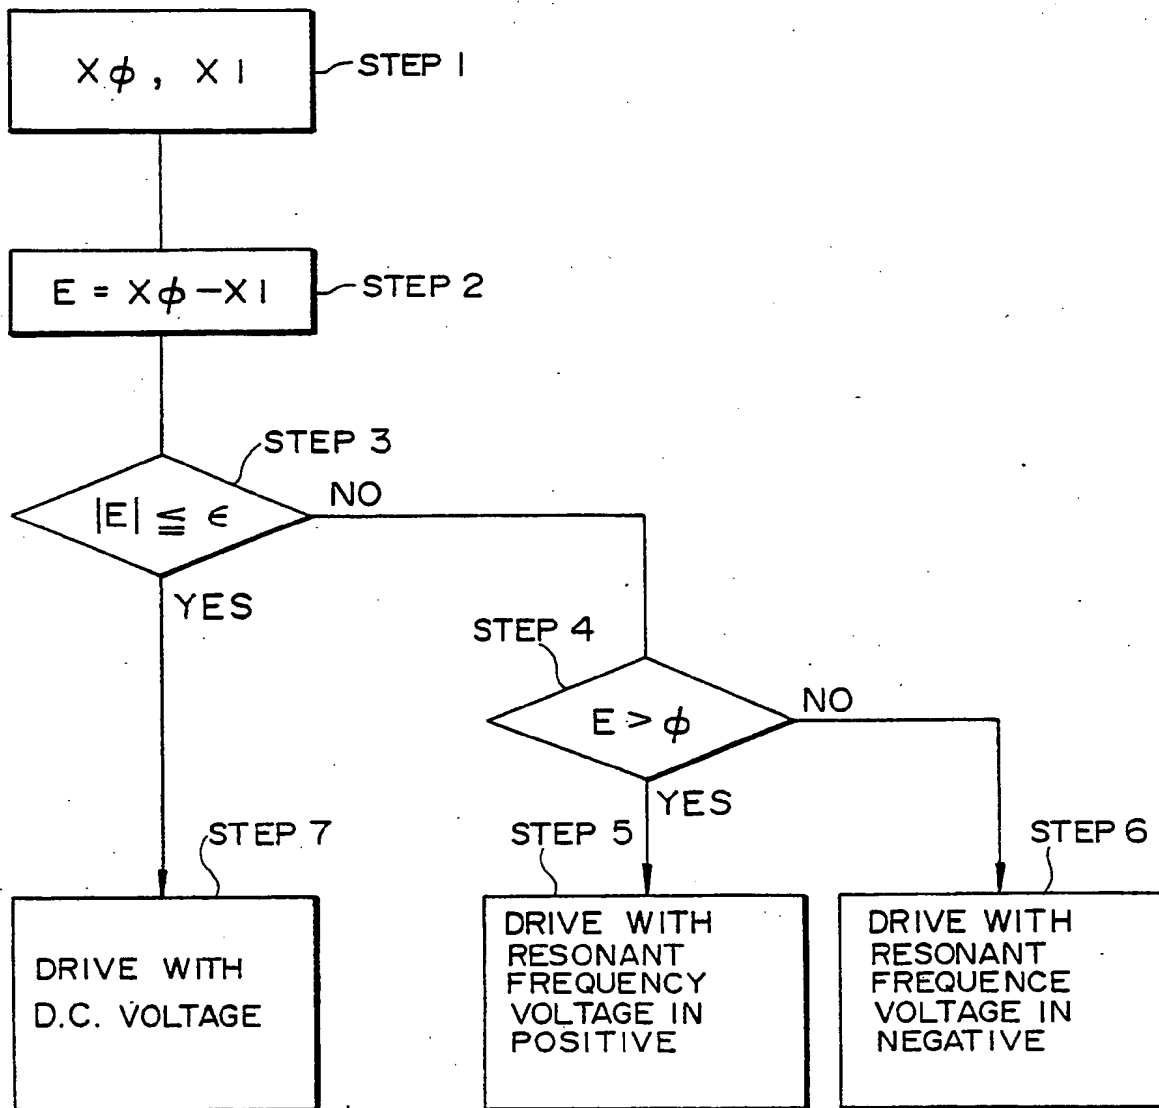 Xϕ, X1
STEP 1
E = Xϕ-X1
STEP 2
STEP 3
|E| ≦ ϵ
NO
YES
STEP 4
E > ϕ
NO
YES
STEP 7
STEP 5
STEP 6
DRIVE WITH
D.C. VOLTAGE
DRIVE WITH
RESONANT
FREQUENCY
VOLTAGE IN
POSITIVE
DRIVE WITH
RESONANT
FREQUENCE
VOLTAGE IN
NEGATIVE